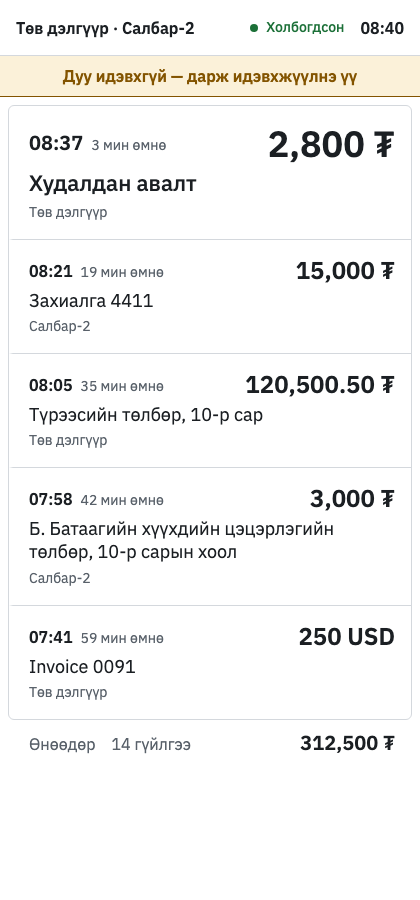 Төв дэлгүүр · Салбар-2
Холбогдсон
08:40
Дуу идэвхгүй — дарж идэвхжүүлнэ үү
08:37 3 мин өмнө
2,800 ₮
Худалдан авалт
Төв дэлгүүр
08:21 19 мин өмнө
15,000 ₮
Захиалга 4411
Салбар-2
08:05 35 мин өмнө
120,500.50 ₮
Түрээсийн төлбөр, 10-р сар
Төв дэлгүүр
07:58 42 мин өмнө
3,000 ₮
Б. Батаагийн хүүхдийн цэцэрлэгийн
төлбөр, 10-р сарын хоол
Салбар-2
07:41 59 мин өмнө
250 USD
Invoice 0091
Төв дэлгүүр
Өнөөдөр 14 гүйлгээ
312,500 ₮